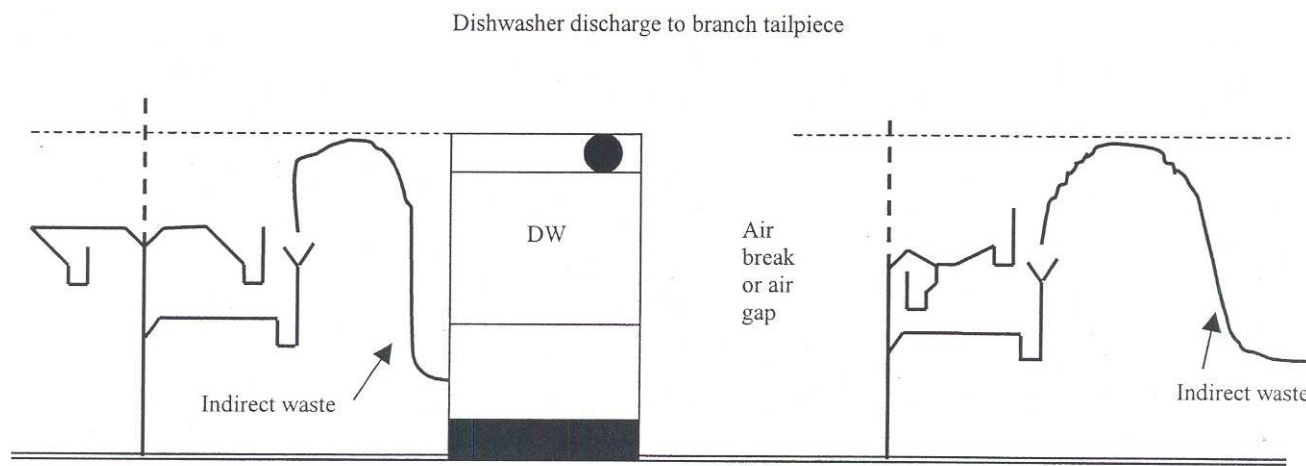 Dishwasher discharge to branch tailpiece
DW
Indirect waste
Air
break
or air
gap
Indirect waste